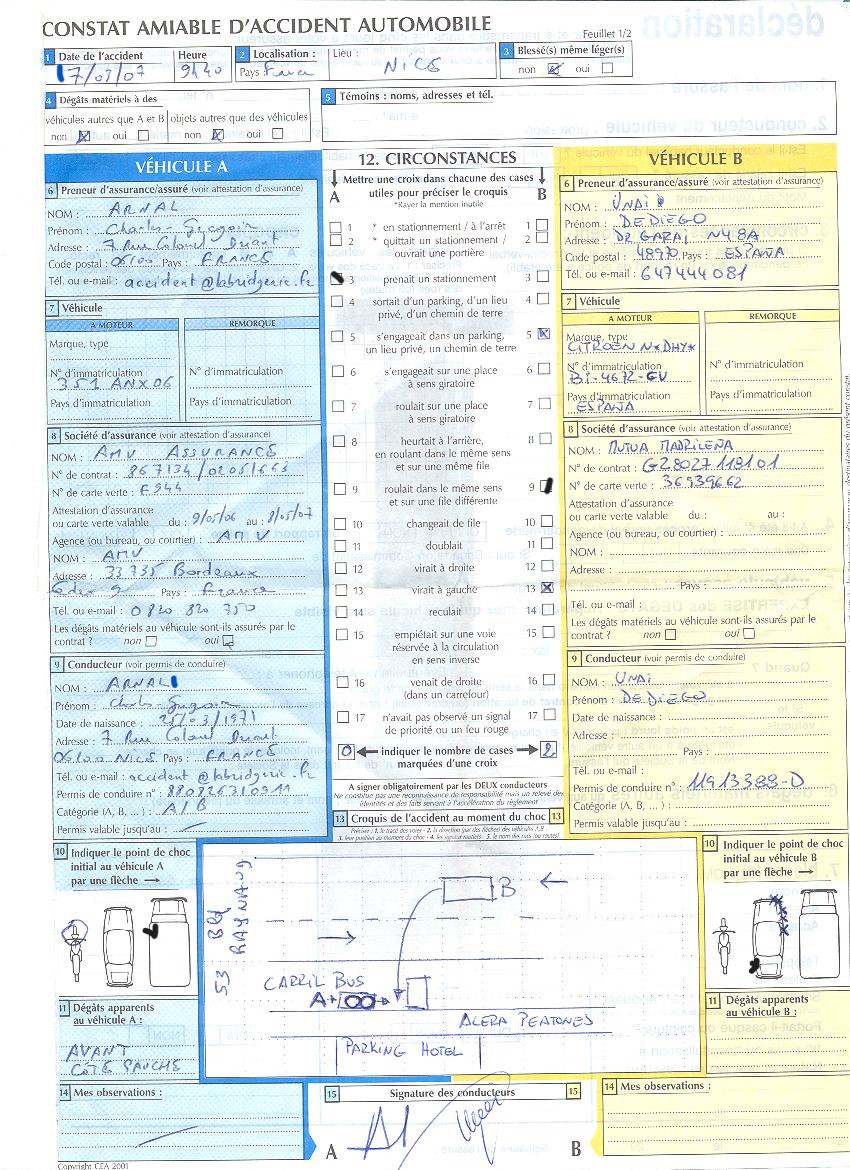 CONSTAT AMIABLE D'ACCIDENT AUTOMOBILE
Feuillet 1/2
1 Date de l'accident Heure
17/03/07 9h40
2 Localisation : Lieu :
Pays : France NICE
3 Blessé(s) même léger(s)
non oui
4 Dégâts matériels à des
véhicules autres que A et B objets autres que des véhicules
non oui non oui
5 Témoins : noms, adresses et tél.
VÉHICULE A
6 Preneur d'assurance/assuré (voir attestation d'assurance)
NOM : ARNAL
Prénom : Charles Gregoire
Adresse : 7 Rue Colonel Driant
Code postal : 06100 Pays : FRANCE
Tél. ou e-mail : accident@labridgerie.fr
7 Véhicule
A MOTEUR REMORQUE
Marque, type
N° d'immatriculation N° d'immatriculation
351 ANX 06
Pays d'immatriculation Pays d'immatriculation
8 Société d'assurance (voir attestation d'assurance)
NOM : AMV ASSURANCE
N° de contrat : 867134/0205/663
N° de carte verte : F944
Attestation d'assurance
ou carte verte valable du : 9/05/06 au : 8/05/07
Agence (ou bureau, ou courtier) : AMV
NOM : AMV
Adresse : 33735 Bordeaux
Cedex 9 Pays : France
Tél. ou e-mail : 0820 820 750
Les dégâts matériels au véhicule sont-ils assurés par le
contrat ? non oui
9 Conducteur (voir permis de conduire)
NOM : ARNAL
Prénom :
Date de naissance : /03/1971
Adresse : 7 Rue Colonel Driant
06100 NICE Pays : FRANCE
Tél. ou e-mail : accident@labridgerie.fr
Permis de conduire n° : 880826310911
Catégorie (A, B, ...) : A/B
Permis valable jusqu'au :
12. CIRCONSTANCES
Mettre une croix dans chacune des cases
A utiles pour préciser le croquis B
*Rayer la mention inutile
1 * en stationnement / à l'arrêt 1
2 * quittait un stationnement / 2
ouvrait une portière
3 prenait un stationnement 3
4 sortait d'un parking, d'un lieu 4
privé, d'un chemin de terre
5 s'engageait dans un parking, 5
un lieu privé, un chemin de terre
6 s'engageait sur une place 6
à sens giratoire
7 roulait sur une place 7
à sens giratoire
8 heurtait à l'arrière, 8
en roulant dans le même sens
et sur une même file
9 roulait dans le même sens 9
et sur une file différente
10 changeait de file 10
11 doublait 11
12 virait à droite 12
13 virait à gauche 13
14 reculait 14
15 empiétait sur une voie 15
réservée à la circulation
en sens inverse
16 venait de droite 16
(dans un carrefour)
17 n'avait pas observé un signal 17
de priorité ou un feu rouge
0 indiquer le nombre de cases 2
marquées d'une croix
A signer obligatoirement par les DEUX conducteurs
Ne constitue pas une reconnaissance de responsabilité mais un relevé des
identités et des faits servant à l'accélération du règlement
VÉHICULE B
6 Preneur d'assurance/assuré (voir attestation d'assurance)
NOM : UNAI
Prénom : DE DIEGO
Adresse : DR GARAI Nº 8A
Code postal : 48970 Pays : ESPAÑA
Tél. ou e-mail : 647444081
7 Véhicule
A MOTEUR REMORQUE
Marque, type
CITROEN N*DHY*
N° d'immatriculation N° d'immatriculation
BI-4672-CV
Pays d'immatriculation Pays d'immatriculation
ESPAÑA
8 Société d'assurance (voir attestation d'assurance)
NOM : MUTUA MADRILEÑA
N° de contrat : G28027118101
N° de carte verte : 36939662
Attestation d'assurance
ou carte verte valable du : au :
Agence (ou bureau, ou courtier) :
NOM :
Adresse :
Pays :
Tél. ou e-mail :
Les dégâts matériels au véhicule sont-ils assurés par le
contrat ? non oui
9 Conducteur (voir permis de conduire)
NOM : UNAI
Prénom : DE DIEGO
Date de naissance :
Adresse :
Pays :
Tél. ou e-mail :
Permis de conduire n° : 11913389-D
Catégorie (A, B, ...) :
Permis valable jusqu'au :
13 Croquis de l'accident au moment du choc 13
Préciser : 1. le tracé des voies - 2. la direction (par des flèches) des véhicules A,B
3. leur position au moment du choc - 4. les signaux routiers - 5. le nom des rues (ou routes)
53 Bld RAYNAUD
B
CARRIL BUS
A
ACERA PEATONES
PARKING HOTEL
10 Indiquer le point de choc
initial au véhicule A
par une flèche
11 Dégâts apparents
au véhicule A :
AVANT
COTÉ GAUCHE
14 Mes observations :
15 Signature des conducteurs 15
A B
10 Indiquer le point de choc
initial au véhicule B
par une flèche
11 Dégâts apparents
au véhicule B :
14 Mes observations :
Copyright CEA 2001